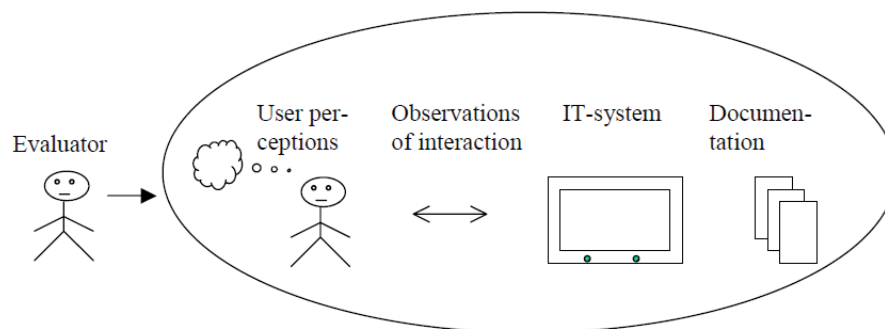 Evaluator
User per-
ceptions
Observations
of interaction
IT-system
Documen-
tation